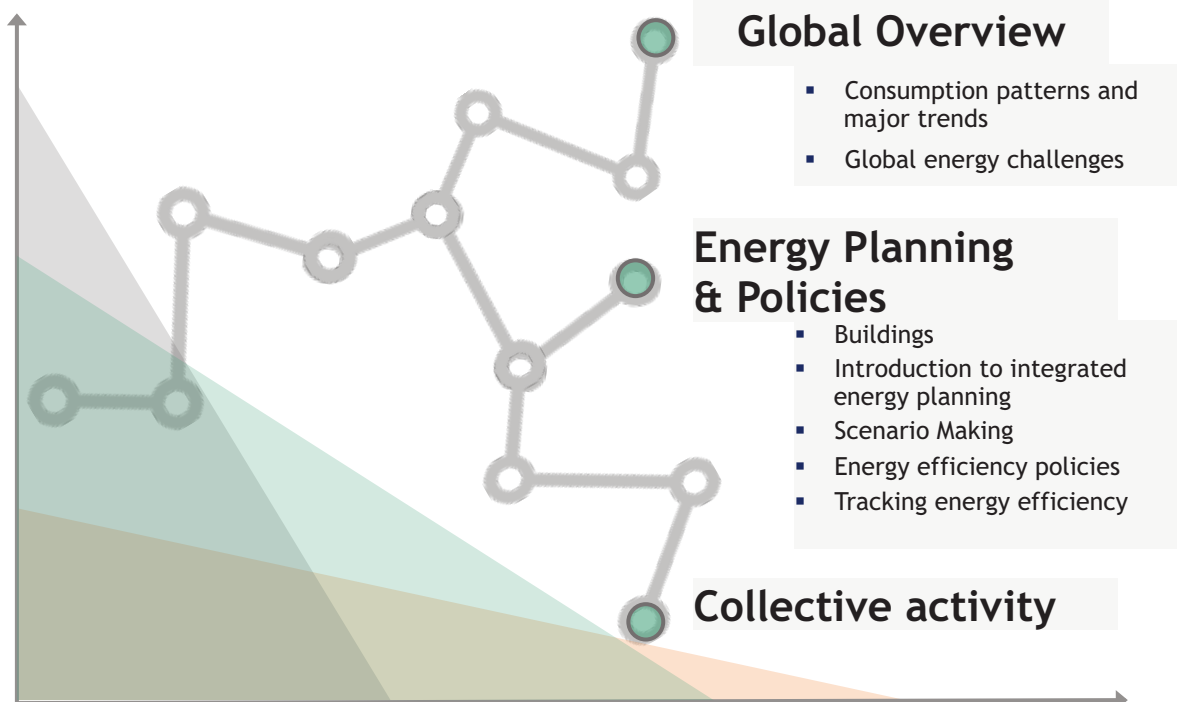 Global Overview
▪ Consumption patterns and
major trends
▪ Global energy challenges
Energy Planning
& Policies
▪ Buildings
▪ Introduction to integrated
energy planning
▪ Scenario Making
▪ Energy efficiency policies
▪ Tracking energy efficiency
Collective activity